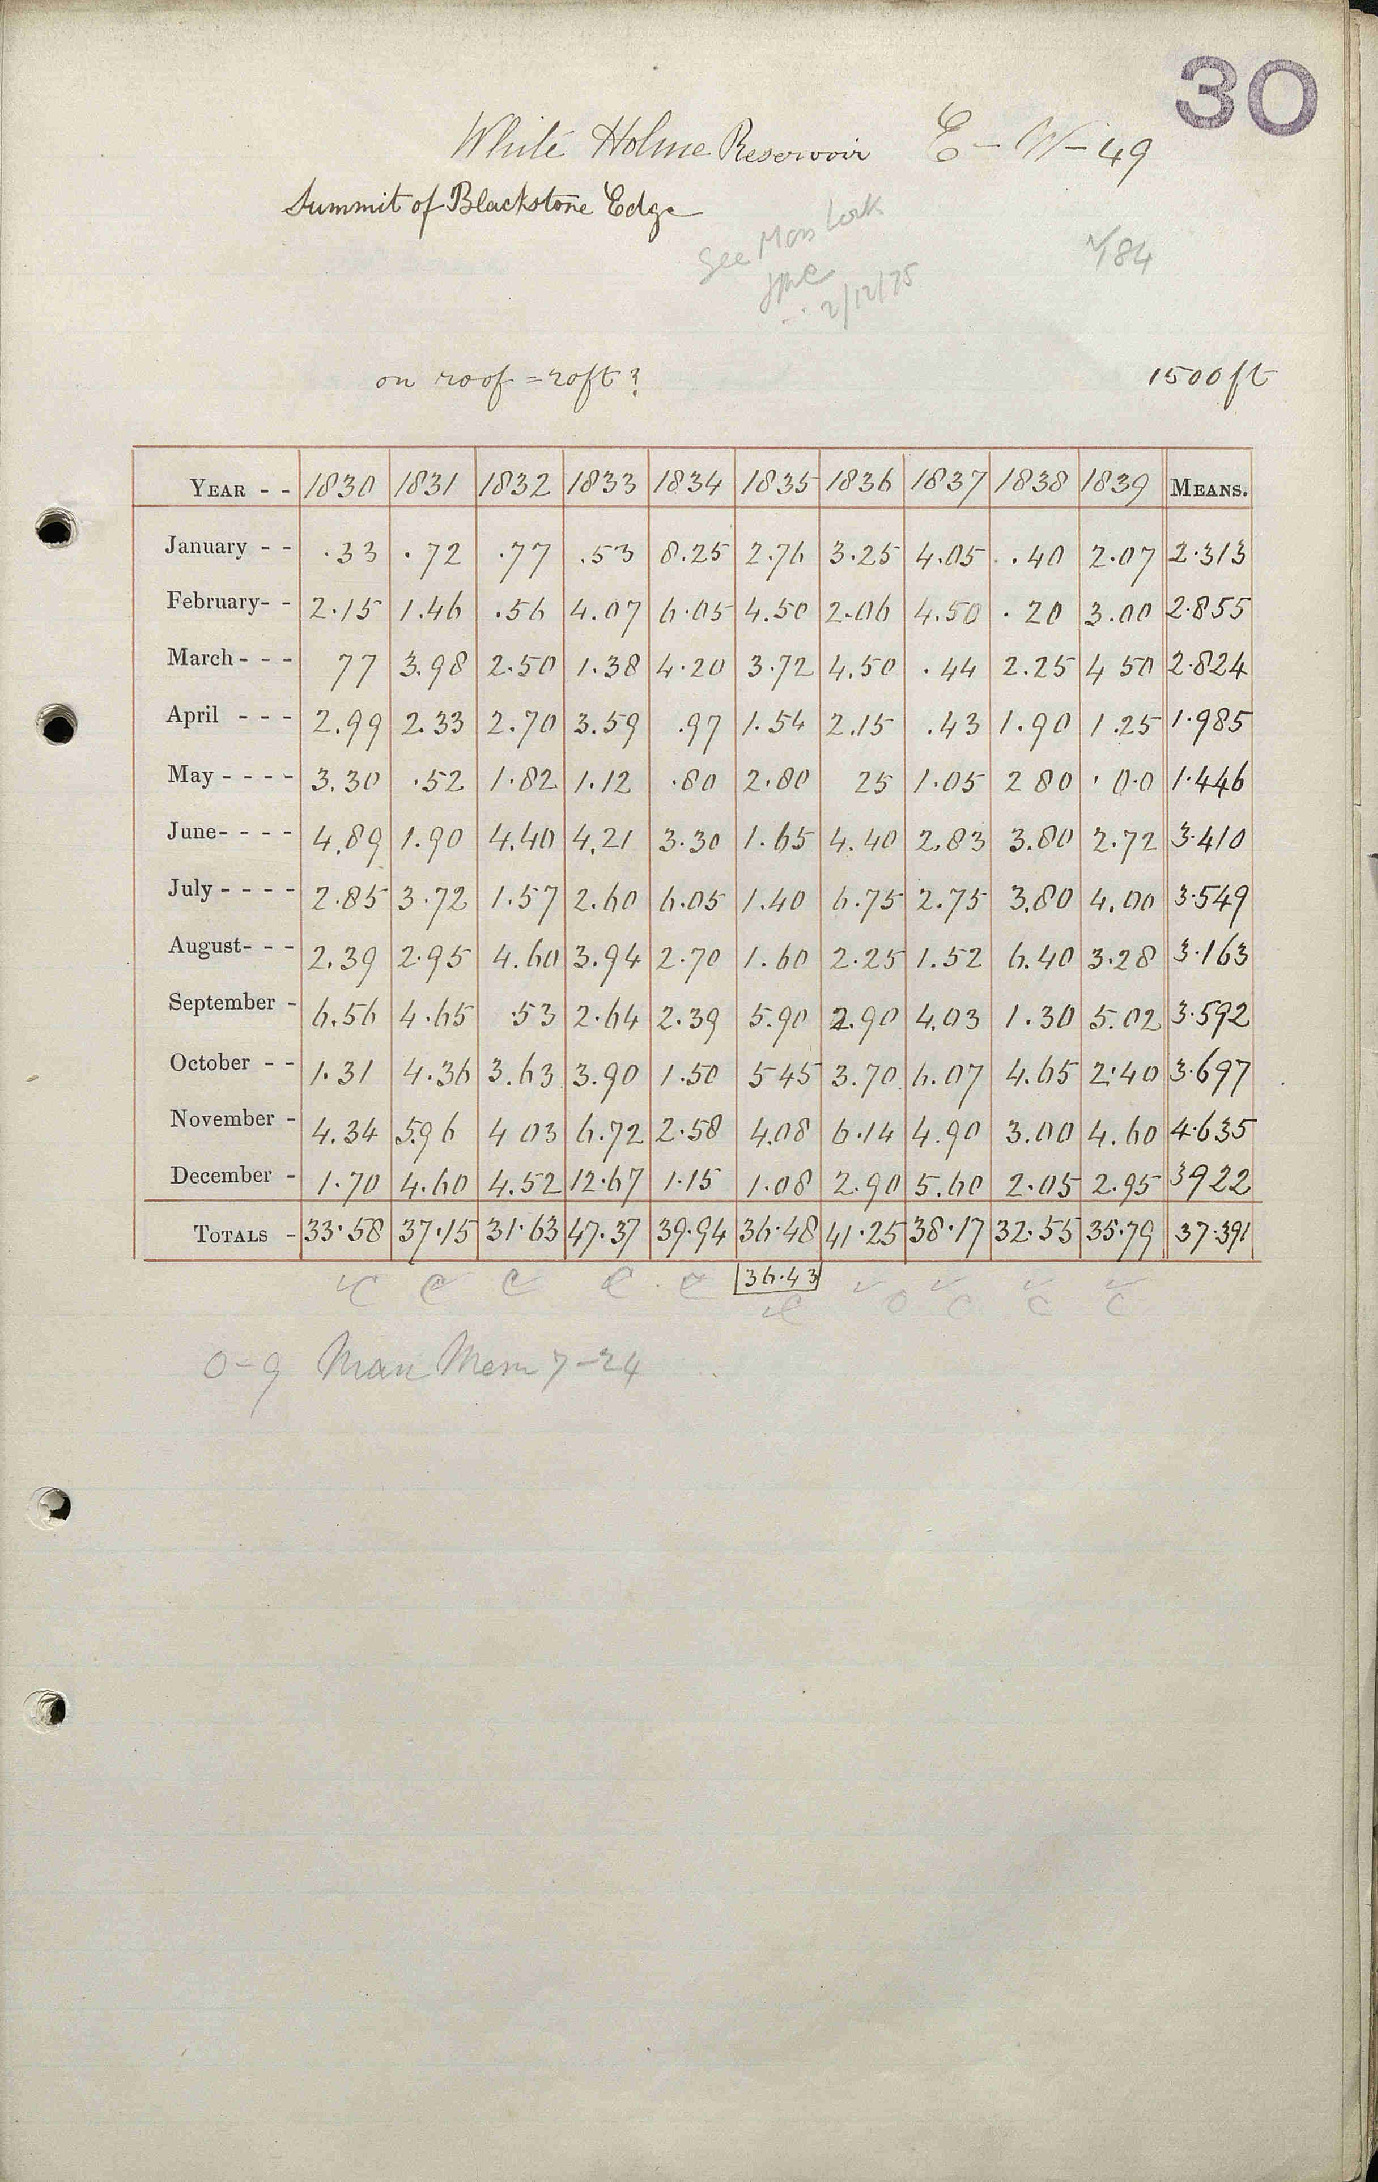 30
White Holme Reservoir E - W - 49
Summit of Blackstone Edge
See Moss Lock
2/12/75
/84
on roof = 20ft ?
1500ft
YEAR - - 1830 1831 1832 1833 1834 1835 1836 1837 1838 1839 MEANS.
January - - .33 .72 .77 .53 8.25 2.76 3.25 4.05 .40 2.07 2.313
February- - 2.15 1.46 .56 4.07 6.05 4.50 2.06 4.50 .20 3.00 2.855
March - - - 77 3.98 2.50 1.38 4.20 3.72 4.50 .44 2.25 4 50 2.824
April - - - 2.99 2.33 2.70 3.59 .97 1.54 2.15 .43 1.90 1.25 1.985
May - - - - 3.30 .52 1.82 1.12 .80 2.80 25 1.05 2 80 .00 1.446
June- - - - 4.89 1.90 4.40 4.21 3.30 1.65 4.40 2.83 3.80 2.72 3.410
July - - - - 2.85 3.72 1.57 2.60 6.05 1.40 6.75 2.75 3.80 4.00 3.549
August- - - 2.39 2.95 4.60 3.94 2.70 1.60 2.25 1.52 6.40 3.28 3.163
September - 6.56 4.65 .53 2.64 2.39 5.90 2.90 4.03 1.30 5.02 3.592
October - - 1.31 4.36 3.63 3.90 1.50 5 45 3.70 6.07 4.65 2.40 3.697
November - 4.34 5.96 4 03 6.72 2.58 4.08 6.14 4.90 3.00 4.60 4.635
December - 1.70 4.60 4.52 12.67 1.15 1.08 2.90 5.60 2.05 2.95 3922
TOTALS - 33.58 37.15 31.63 47.37 39.94 36.48 41.25 38.17 32.55 35.79 37.391
36.43
0-9 Man Mem 7-24